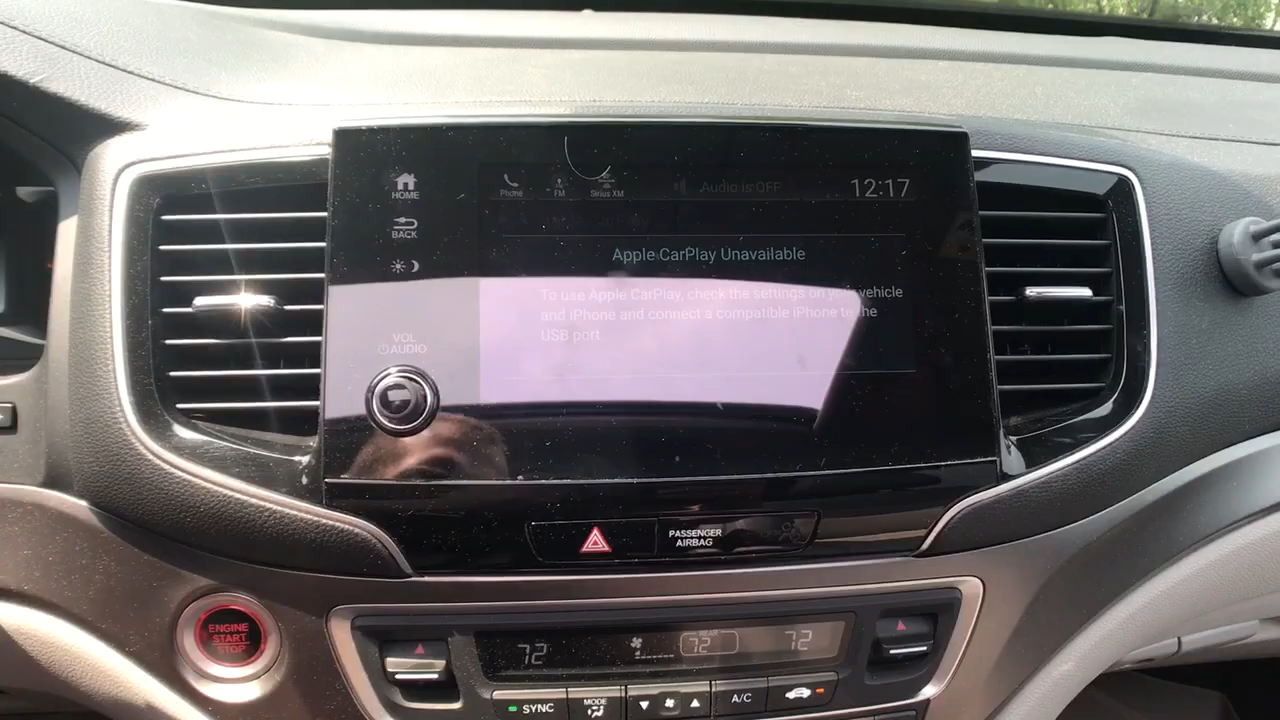 HOME
BACK
VOL
AUDIO
Phone
FM
Sirius XM
Audio is OFF
12:17
Apple CarPlay Unavailable
To use Apple CarPlay, check the settings on your vehicle
and iPhone and connect a compatible iPhone to the
USB port
PASSENGER
AIRBAG
ENGINE
START
STOP
72
REAR
72
72
SYNC
MODE
A/C